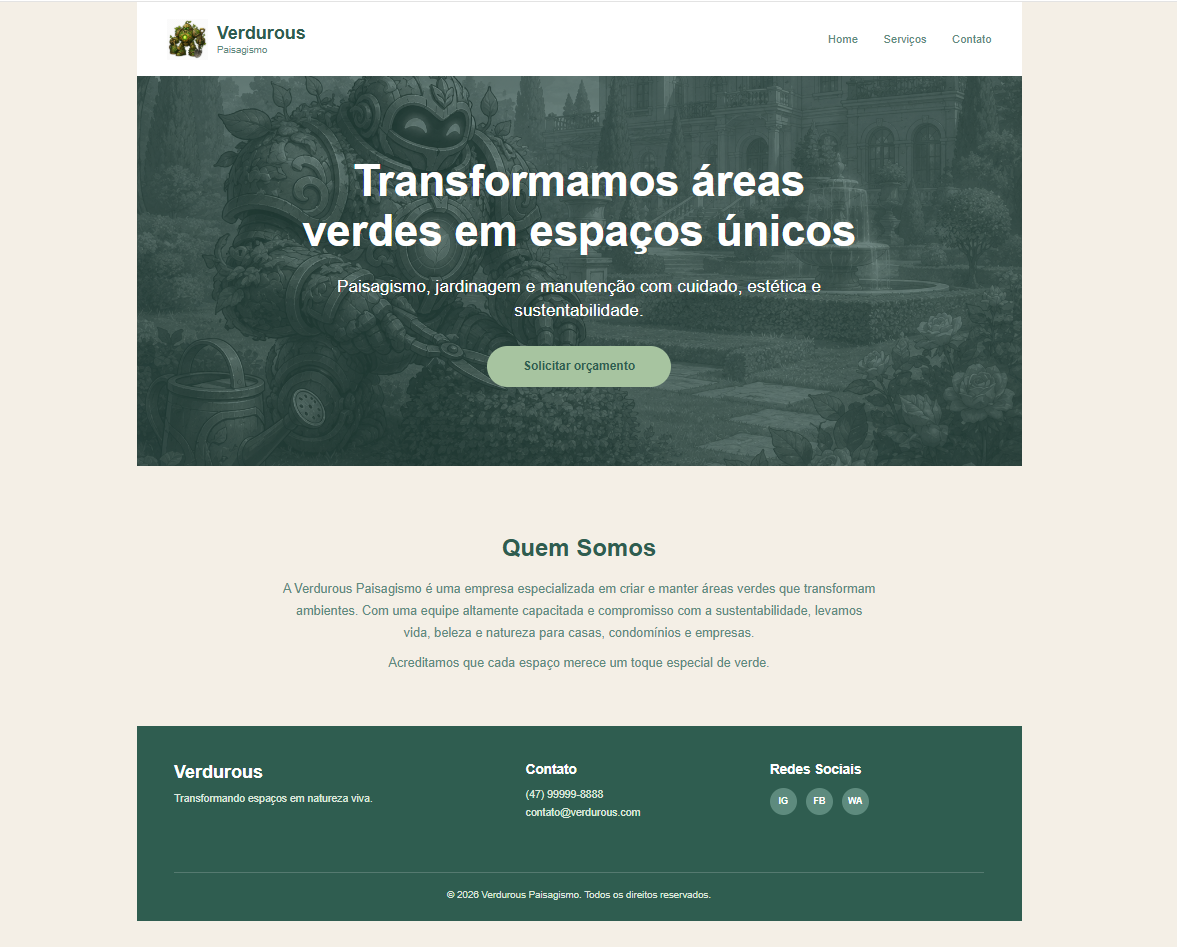 Verdurous
Paisagismo
Home
Serviços
Contato
Transformamos áreas
verdes em espaços únicos
Paisagismo, jardinagem e manutenção com cuidado, estética e
sustentabilidade.
Solicitar orçamento
Quem Somos
A Verdurous Paisagismo é uma empresa especializada em criar e manter áreas verdes que transformam
ambientes. Com uma equipe altamente capacitada e compromisso com a sustentabilidade, levamos
vida, beleza e natureza para casas, condomínios e empresas.
Acreditamos que cada espaço merece um toque especial de verde.
Verdurous
Transformando espaços em natureza viva.
Contato
(47) 99999-8888
contato@verdurous.com
Redes Sociais
IG
FB
WA
© 2026 Verdurous Paisagismo. Todos os direitos reservados.